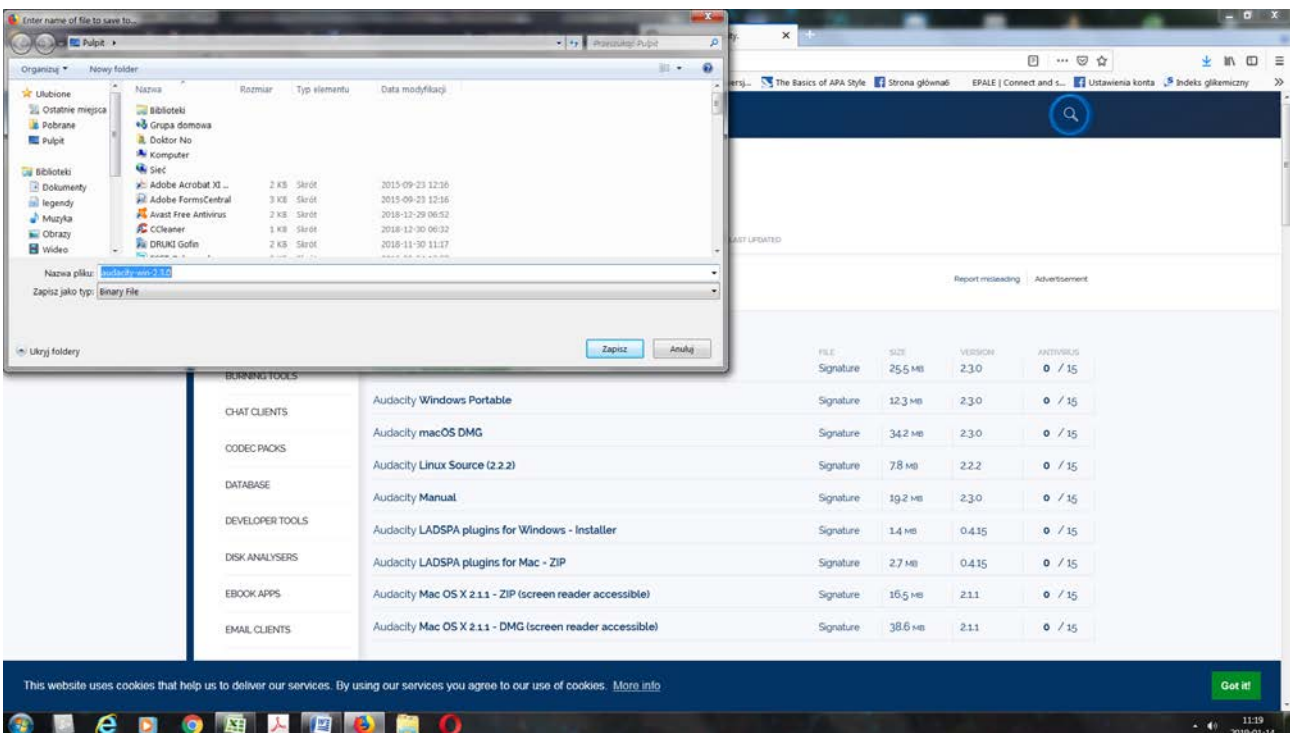 Enter name of file to save to...
Pulpit
Przeszukaj: Pulpit
Organizuj
Nowy folder
Ulubione
Ostatnie miejsca
Pobrane
Pulpit
Biblioteki
Dokumenty
legendy
Muzyka
Obrazy
Wideo
Nazwa Rozmiar Typ elementu Data modyfikacji
Biblioteki
Grupa domowa
Doktor No
Komputer
Sieć
Adobe Acrobat XI ... 2 KB Skrót 2015-09-23 12:16
Adobe FormsCentral 3 KB Skrót 2015-09-23 12:16
Avast Free Antivirus 2 KB Skrót 2018-12-29 06:52
CCleaner 1 KB Skrót 2018-12-30 06:32
DRUKI Gofin 2 KB Skrót 2018-11-30 11:17
Nazwa pliku: audacity-win-2.3.0
Zapisz jako typ: Binary File
Ukryj foldery
Zapisz
Anuluj
The Basics of APA Style
Strona główna6
EPALE | Connect and s...
Ustawienia konta
Indeks glikemiczny
LAST UPDATED
Report misleading
Advertisement
FILE SIZE VERSION ANTIVIRUS
Signature 25.5 MB 2.3.0 0 / 15
BURNING TOOLS
CHAT CLIENTS
CODEC PACKS
DATABASE
DEVELOPER TOOLS
DISK ANALYSERS
EBOOK APPS
EMAIL CLIENTS
Audacity Windows Portable Signature 12.3 MB 2.3.0 0 / 15
Audacity macOS DMG Signature 34.2 MB 2.3.0 0 / 15
Audacity Linux Source (2.2.2) Signature 7.8 MB 2.2.2 0 / 15
Audacity Manual Signature 19.2 MB 2.3.0 0 / 15
Audacity LADSPA plugins for Windows - Installer Signature 1.4 MB 0.4.15 0 / 15
Audacity LADSPA plugins for Mac - ZIP Signature 2.7 MB 0.4.15 0 / 15
Audacity Mac OS X 2.1.1 - ZIP (screen reader accessible) Signature 16.5 MB 2.1.1 0 / 15
Audacity Mac OS X 2.1.1 - DMG (screen reader accessible) Signature 38.6 MB 2.1.1 0 / 15
This website uses cookies that help us to deliver our services. By using our services you agree to our use of cookies. More info
Got it!
11:19
2019-01-14